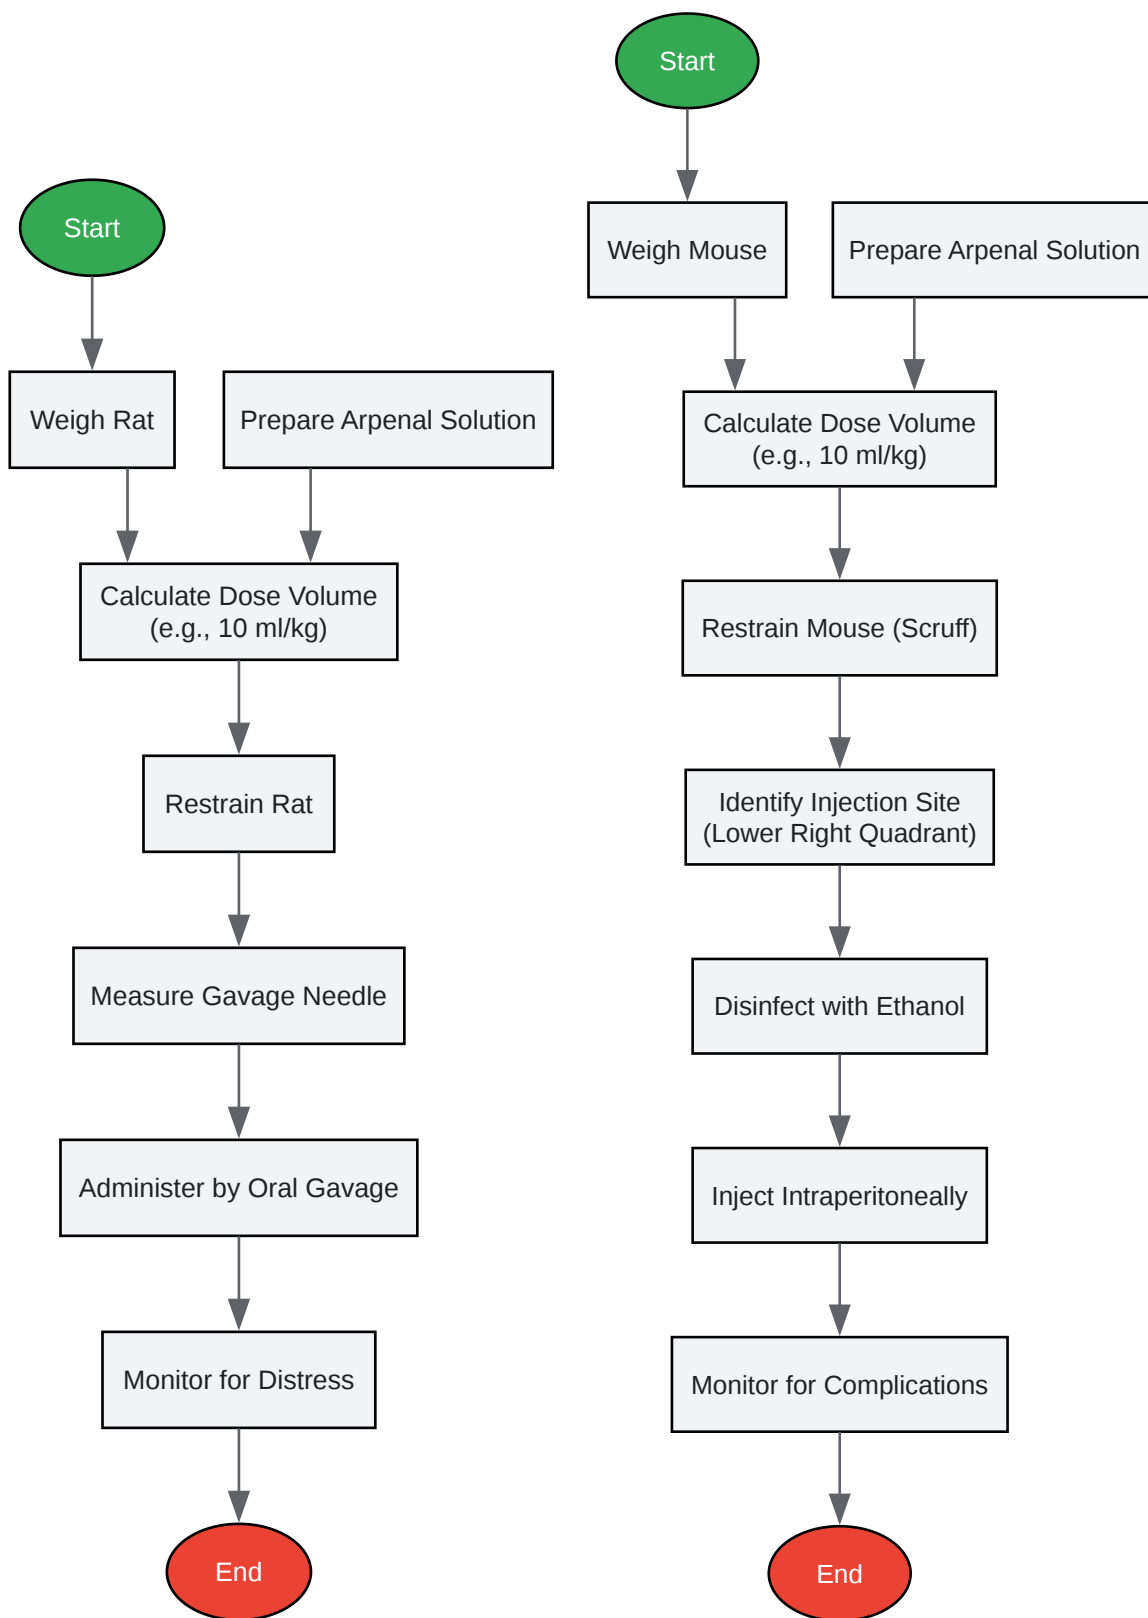 Start
Weigh Rat
Prepare Arpenal Solution
Calculate Dose Volume
(e.g., 10 ml/kg)
Restrain Rat
Measure Gavage Needle
Administer by Oral Gavage
Monitor for Distress
End
Start
Weigh Mouse
Prepare Arpenal Solution
Calculate Dose Volume
(e.g., 10 ml/kg)
Restrain Mouse (Scruff)
Identify Injection Site
(Lower Right Quadrant)
Disinfect with Ethanol
Inject Intraperitoneally
Monitor for Complications
End